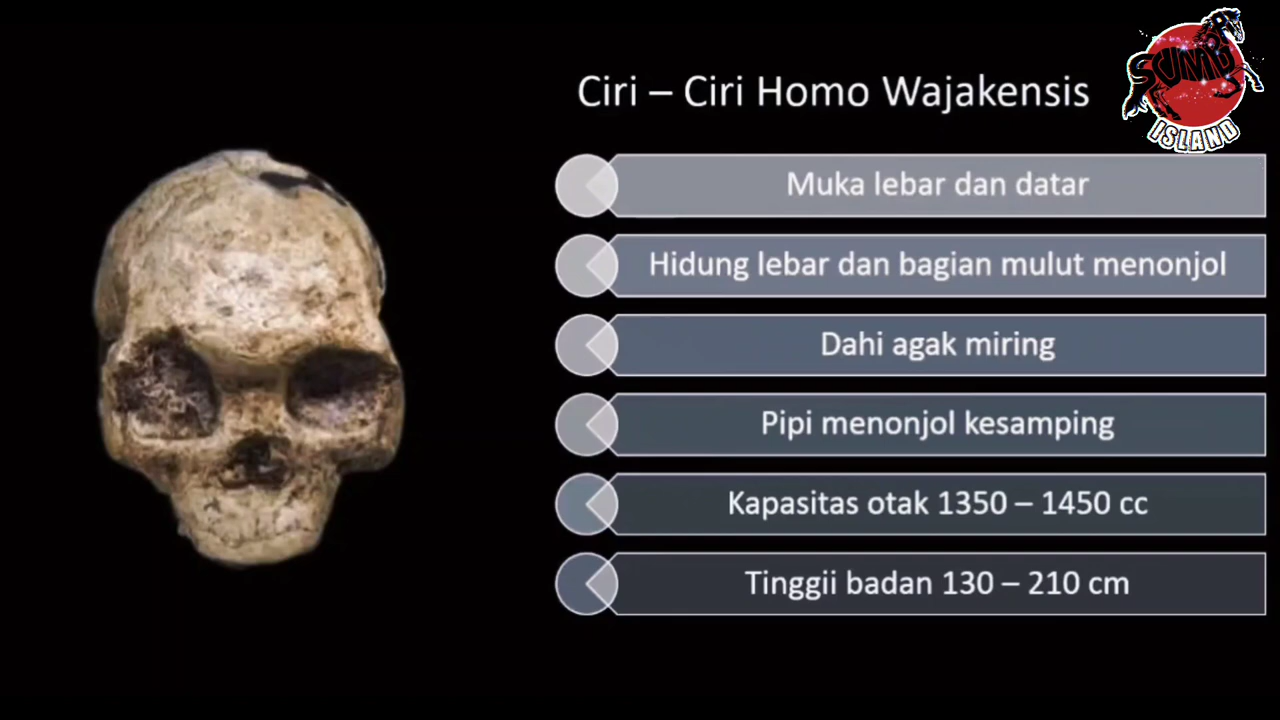 Ciri – Ciri Homo Wajakensis
SUMBA
ISLAND
Muka lebar dan datar
Hidung lebar dan bagian mulut menonjol
Dahi agak miring
Pipi menonjol kesamping
Kapasitas otak 1350 – 1450 cc
Tinggii badan 130 – 210 cm